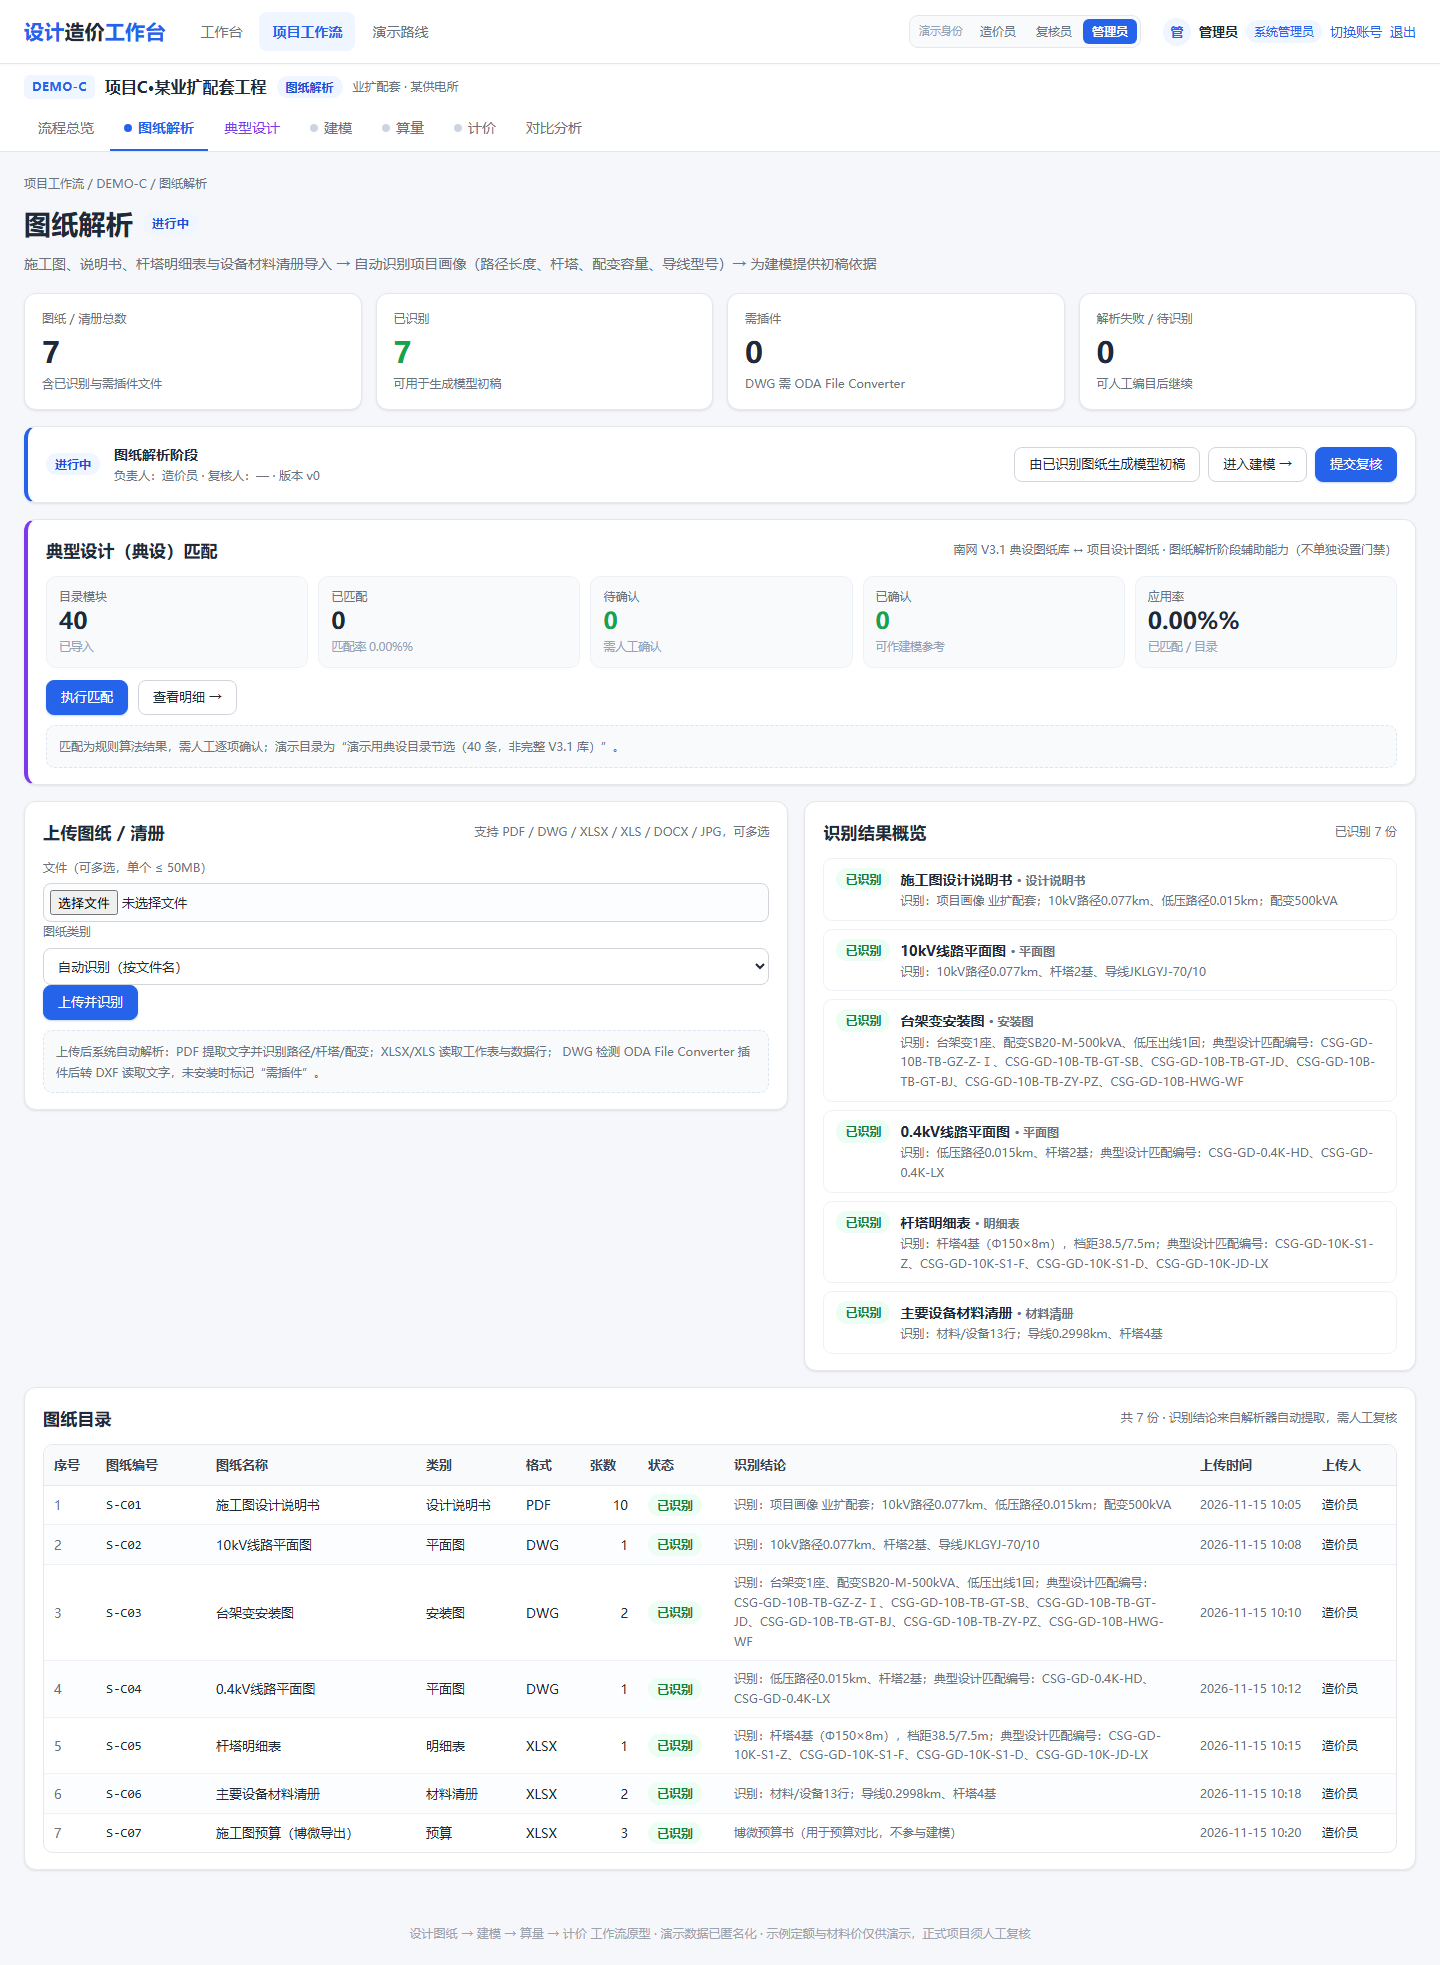 设计造价工作台 工作台 项目工作流 演示路线 演示身份 造价员 复核员 管理员 管 管理员 系统管理员 切换账号 退出
DEMO-C 项目C·某业扩配套工程 图纸解析 业扩配套 · 某供电所
流程总览 图纸解析 典型设计 建模 算量 计价 对比分析
项目工作流 / DEMO-C / 图纸解析
图纸解析 进行中
施工图、说明书、杆塔明细表与设备材料清册导入 → 自动识别项目画像（路径长度、杆塔、配变容量、导线型号）→ 为建模提供初稿依据
图纸 / 清册总数
7
含已识别与需插件文件
已识别
7
可用于生成模型初稿
需插件
0
DWG 需 ODA File Converter
解析失败 / 待识别
0
可人工编目后继续
进行中 图纸解析阶段
负责人：造价员 · 复核人：— · 版本 v0
由已识别图纸生成模型初稿 进入建模 → 提交复核
典型设计（典设）匹配 南网 V3.1 典设图纸库 ↔ 项目设计图纸 · 图纸解析阶段辅助能力（不单独设置门禁）
目录模块
40
已导入
已匹配
0
匹配率 0.00%%
待确认
0
需人工确认
已确认
0
可作建模参考
应用率
0.00%%
已匹配 / 目录
执行匹配 查看明细 →
匹配为规则算法结果，需人工逐项确认；演示目录为“演示用典设目录节选（40 条，非完整 V3.1 库）”。
上传图纸 / 清册 支持 PDF / DWG / XLSX / XLS / DOCX / JPG，可多选
文件（可多选，单个 ≤ 50MB）
选择文件 未选择文件
图纸类别
自动识别（按文件名）
上传并识别
上传后系统自动解析：PDF 提取文字并识别路径/杆塔/配变；XLSX/XLS 读取工作表与数据行； DWG 检测 ODA File Converter 插
件后转 DXF 读取文字，未安装时标记“需插件”。
识别结果概览 已识别 7 份
已识别 施工图设计说明书 · 设计说明书
识别：项目画像 业扩配套；10kV路径0.077km、低压路径0.015km；配变500kVA
已识别 10kV线路平面图 · 平面图
识别：10kV路径0.077km、杆塔2基、导线JKLGYJ-70/10
已识别 台架变安装图 · 安装图
识别：台架变1座、配变SB20-M-500kVA、低压出线1回；典型设计匹配编号：CSG-GD-
10B-TB-GZ-Z-Ⅰ、CSG-GD-10B-TB-GT-SB、CSG-GD-10B-TB-GT-JD、CSG-GD-10B-
TB-GT-BJ、CSG-GD-10B-TB-ZY-PZ、CSG-GD-10B-HWG-WF
已识别 0.4kV线路平面图 · 平面图
识别：低压路径0.015km、杆塔2基；典型设计匹配编号：CSG-GD-0.4K-HD、CSG-GD-
0.4K-LX
已识别 杆塔明细表 · 明细表
识别：杆塔4基（Φ150×8m），档距38.5/7.5m；典型设计匹配编号：CSG-GD-10K-S1-
Z、CSG-GD-10K-S1-F、CSG-GD-10K-S1-D、CSG-GD-10K-JD-LX
已识别 主要设备材料清册 · 材料清册
识别：材料/设备13行；导线0.2998km、杆塔4基
图纸目录 共 7 份 · 识别结论来自解析器自动提取，需人工复核
序号 图纸编号 图纸名称 类别 格式 张数 状态 识别结论 上传时间 上传人
1 S-C01 施工图设计说明书 设计说明书 PDF 10 已识别 识别：项目画像 业扩配套；10kV路径0.077km、低压路径0.015km；配变500kVA 2026-11-15 10:05 造价员
2 S-C02 10kV线路平面图 平面图 DWG 1 已识别 识别：10kV路径0.077km、杆塔2基、导线JKLGYJ-70/10 2026-11-15 10:08 造价员
3 S-C03 台架变安装图 安装图 DWG 2 已识别 识别：台架变1座、配变SB20-M-500kVA、低压出线1回；典型设计匹配编号：
CSG-GD-10B-TB-GZ-Z-Ⅰ、CSG-GD-10B-TB-GT-SB、CSG-GD-10B-TB-GT-
JD、CSG-GD-10B-TB-GT-BJ、CSG-GD-10B-TB-ZY-PZ、CSG-GD-10B-HWG-
WF 2026-11-15 10:10 造价员
4 S-C04 0.4kV线路平面图 平面图 DWG 1 已识别 识别：低压路径0.015km、杆塔2基；典型设计匹配编号：CSG-GD-0.4K-HD、
CSG-GD-0.4K-LX 2026-11-15 10:12 造价员
5 S-C05 杆塔明细表 明细表 XLSX 1 已识别 识别：杆塔4基（Φ150×8m），档距38.5/7.5m；典型设计匹配编号：CSG-GD-
10K-S1-Z、CSG-GD-10K-S1-F、CSG-GD-10K-S1-D、CSG-GD-10K-JD-LX 2026-11-15 10:15 造价员
6 S-C06 主要设备材料清册 材料清册 XLSX 2 已识别 识别：材料/设备13行；导线0.2998km、杆塔4基 2026-11-15 10:18 造价员
7 S-C07 施工图预算（博微导出） 预算 XLSX 3 已识别 博微预算书（用于预算对比，不参与建模） 2026-11-15 10:20 造价员
设计图纸 → 建模 → 算量 → 计价 工作流原型 · 演示数据已匿名化 · 示例定额与材料价仅供演示，正式项目须人工复核